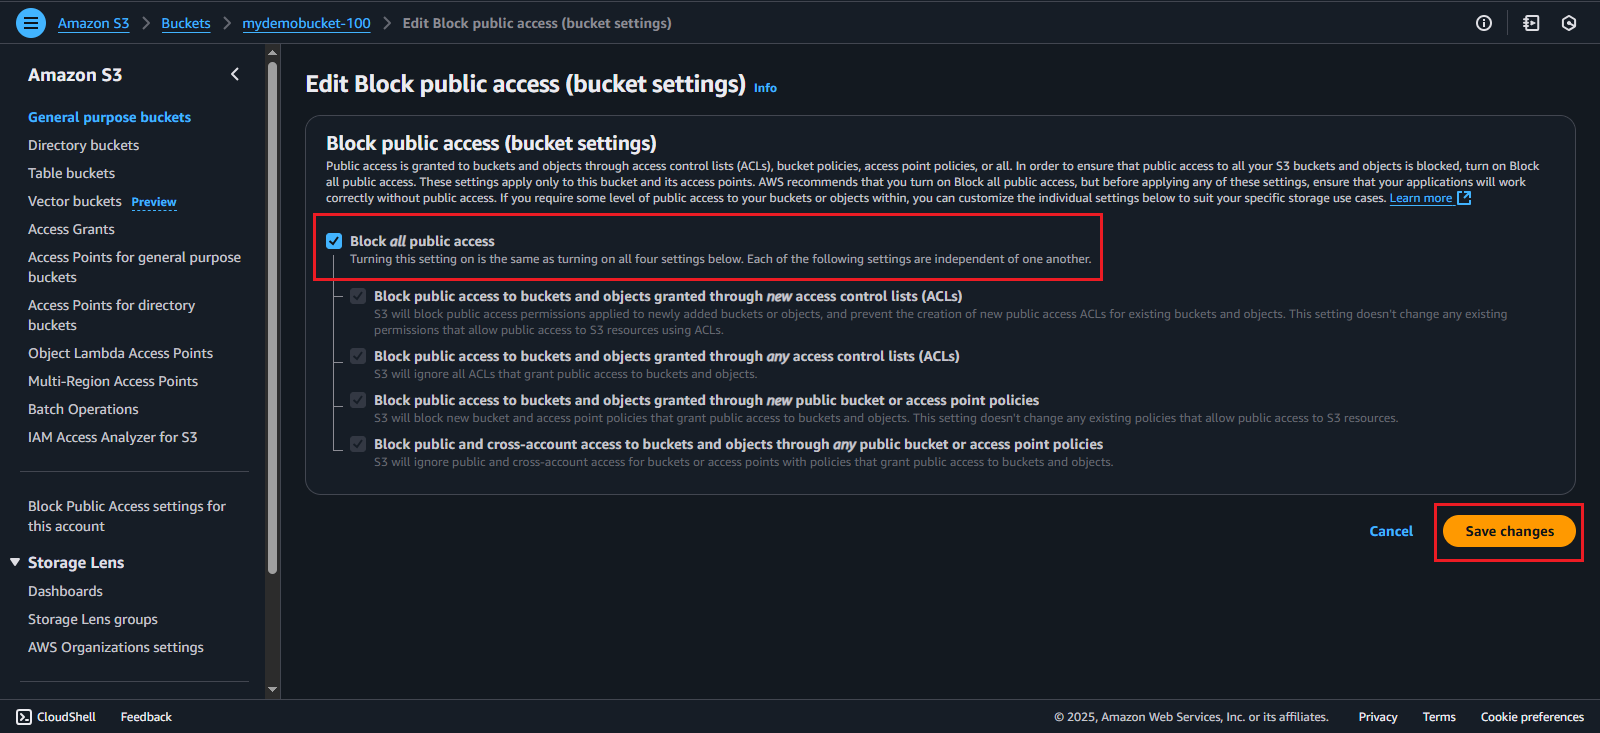 Amazon S3 > Buckets > mydemobucket-100 > Edit Block public access (bucket settings)
Amazon S3
General purpose buckets
Directory buckets
Table buckets
Vector buckets Preview
Access Grants
Access Points for general purpose
buckets
Access Points for directory
buckets
Object Lambda Access Points
Multi-Region Access Points
Batch Operations
IAM Access Analyzer for S3
Block Public Access settings for
this account
Storage Lens
Dashboards
Storage Lens groups
AWS Organizations settings
Edit Block public access (bucket settings) Info
Block public access (bucket settings)
Public access is granted to buckets and objects through access control lists (ACLs), bucket policies, access point policies, or all. In order to ensure that public access to all your S3 buckets and objects is blocked, turn on Block
all public access. These settings apply only to this bucket and its access points. AWS recommends that you turn on Block all public access, but before applying any of these settings, ensure that your applications will work
correctly without public access. If you require some level of public access to your buckets or objects within, you can customize the individual settings below to suit your specific storage use cases. Learn more
Block all public access
Turning this setting on is the same as turning on all four settings below. Each of the following settings are independent of one another.
Block public access to buckets and objects granted through new access control lists (ACLs)
S3 will block public access permissions applied to newly added buckets or objects, and prevent the creation of new public access ACLs for existing buckets and objects. This setting doesn't change any existing
permissions that allow public access to S3 resources using ACLs.
Block public access to buckets and objects granted through any access control lists (ACLs)
S3 will ignore all ACLs that grant public access to buckets and objects.
Block public access to buckets and objects granted through new public bucket or access point policies
S3 will block new bucket and access point policies that grant public access to buckets and objects. This setting doesn't change any existing policies that allow public access to S3 resources.
Block public and cross-account access to buckets and objects through any public bucket or access point policies
S3 will ignore public and cross-account access for buckets or access points with policies that grant public access to buckets and objects.
Cancel Save changes
CloudShell Feedback © 2025, Amazon Web Services, Inc. or its affiliates. Privacy Terms Cookie preferences